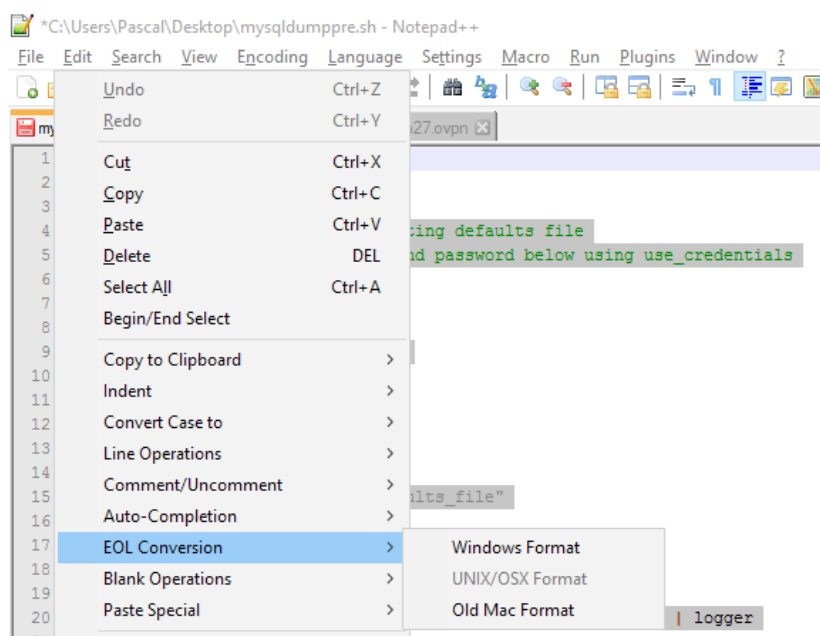 *C:\Users\Pascal\Desktop\mysqldumppre.sh - Notepad++
File Edit Search View Encoding Language Settings Macro Run Plugins Window ?
Undo Ctrl+Z
Redo Ctrl+Y
my 27.ovpn
1
Cut Ctrl+X
2
Copy Ctrl+C
3
Paste Ctrl+V
4 ting defaults file
5 Delete DEL nd password below using use_credentials
6
Select All Ctrl+A
7
Begin/End Select
8
9
Copy to Clipboard >
10
Indent >
11
12 Convert Case to >
13
Line Operations >
14
Comment/Uncomment >
15 ults_file"
16 Auto-Completion >
17 EOL Conversion > Windows Format
18
Blank Operations > UNIX/OSX Format
19
Paste Special > Old Mac Format
20 | logger